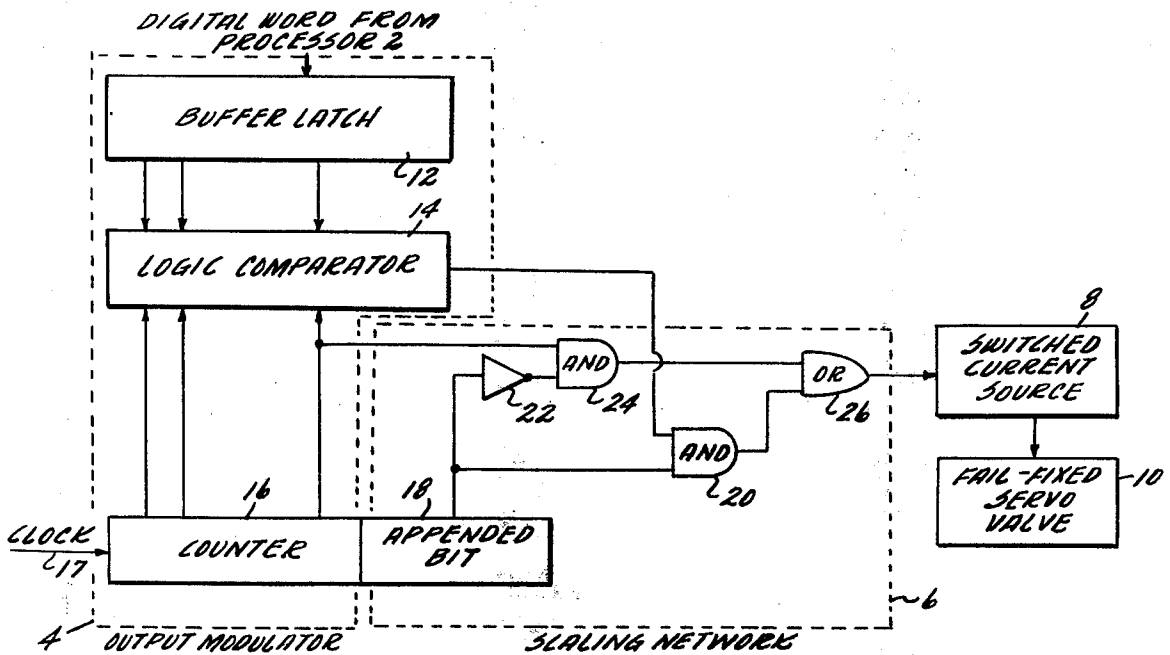 DIGITAL WORD FROM
PROCESSOR 2
BUFFER LATCH
12
14
LOGIC COMPARATOR
8
SWITCHED
CURRENT
SOURCE
AND
22
24
OR
26
AND
20
10
FAIL-FIXED
SERVO
VALVE
16
18
CLOCK
17
COUNTER
APPENDED
BIT
6
4
OUTPUT MODULATOR
SCALING NETWORK